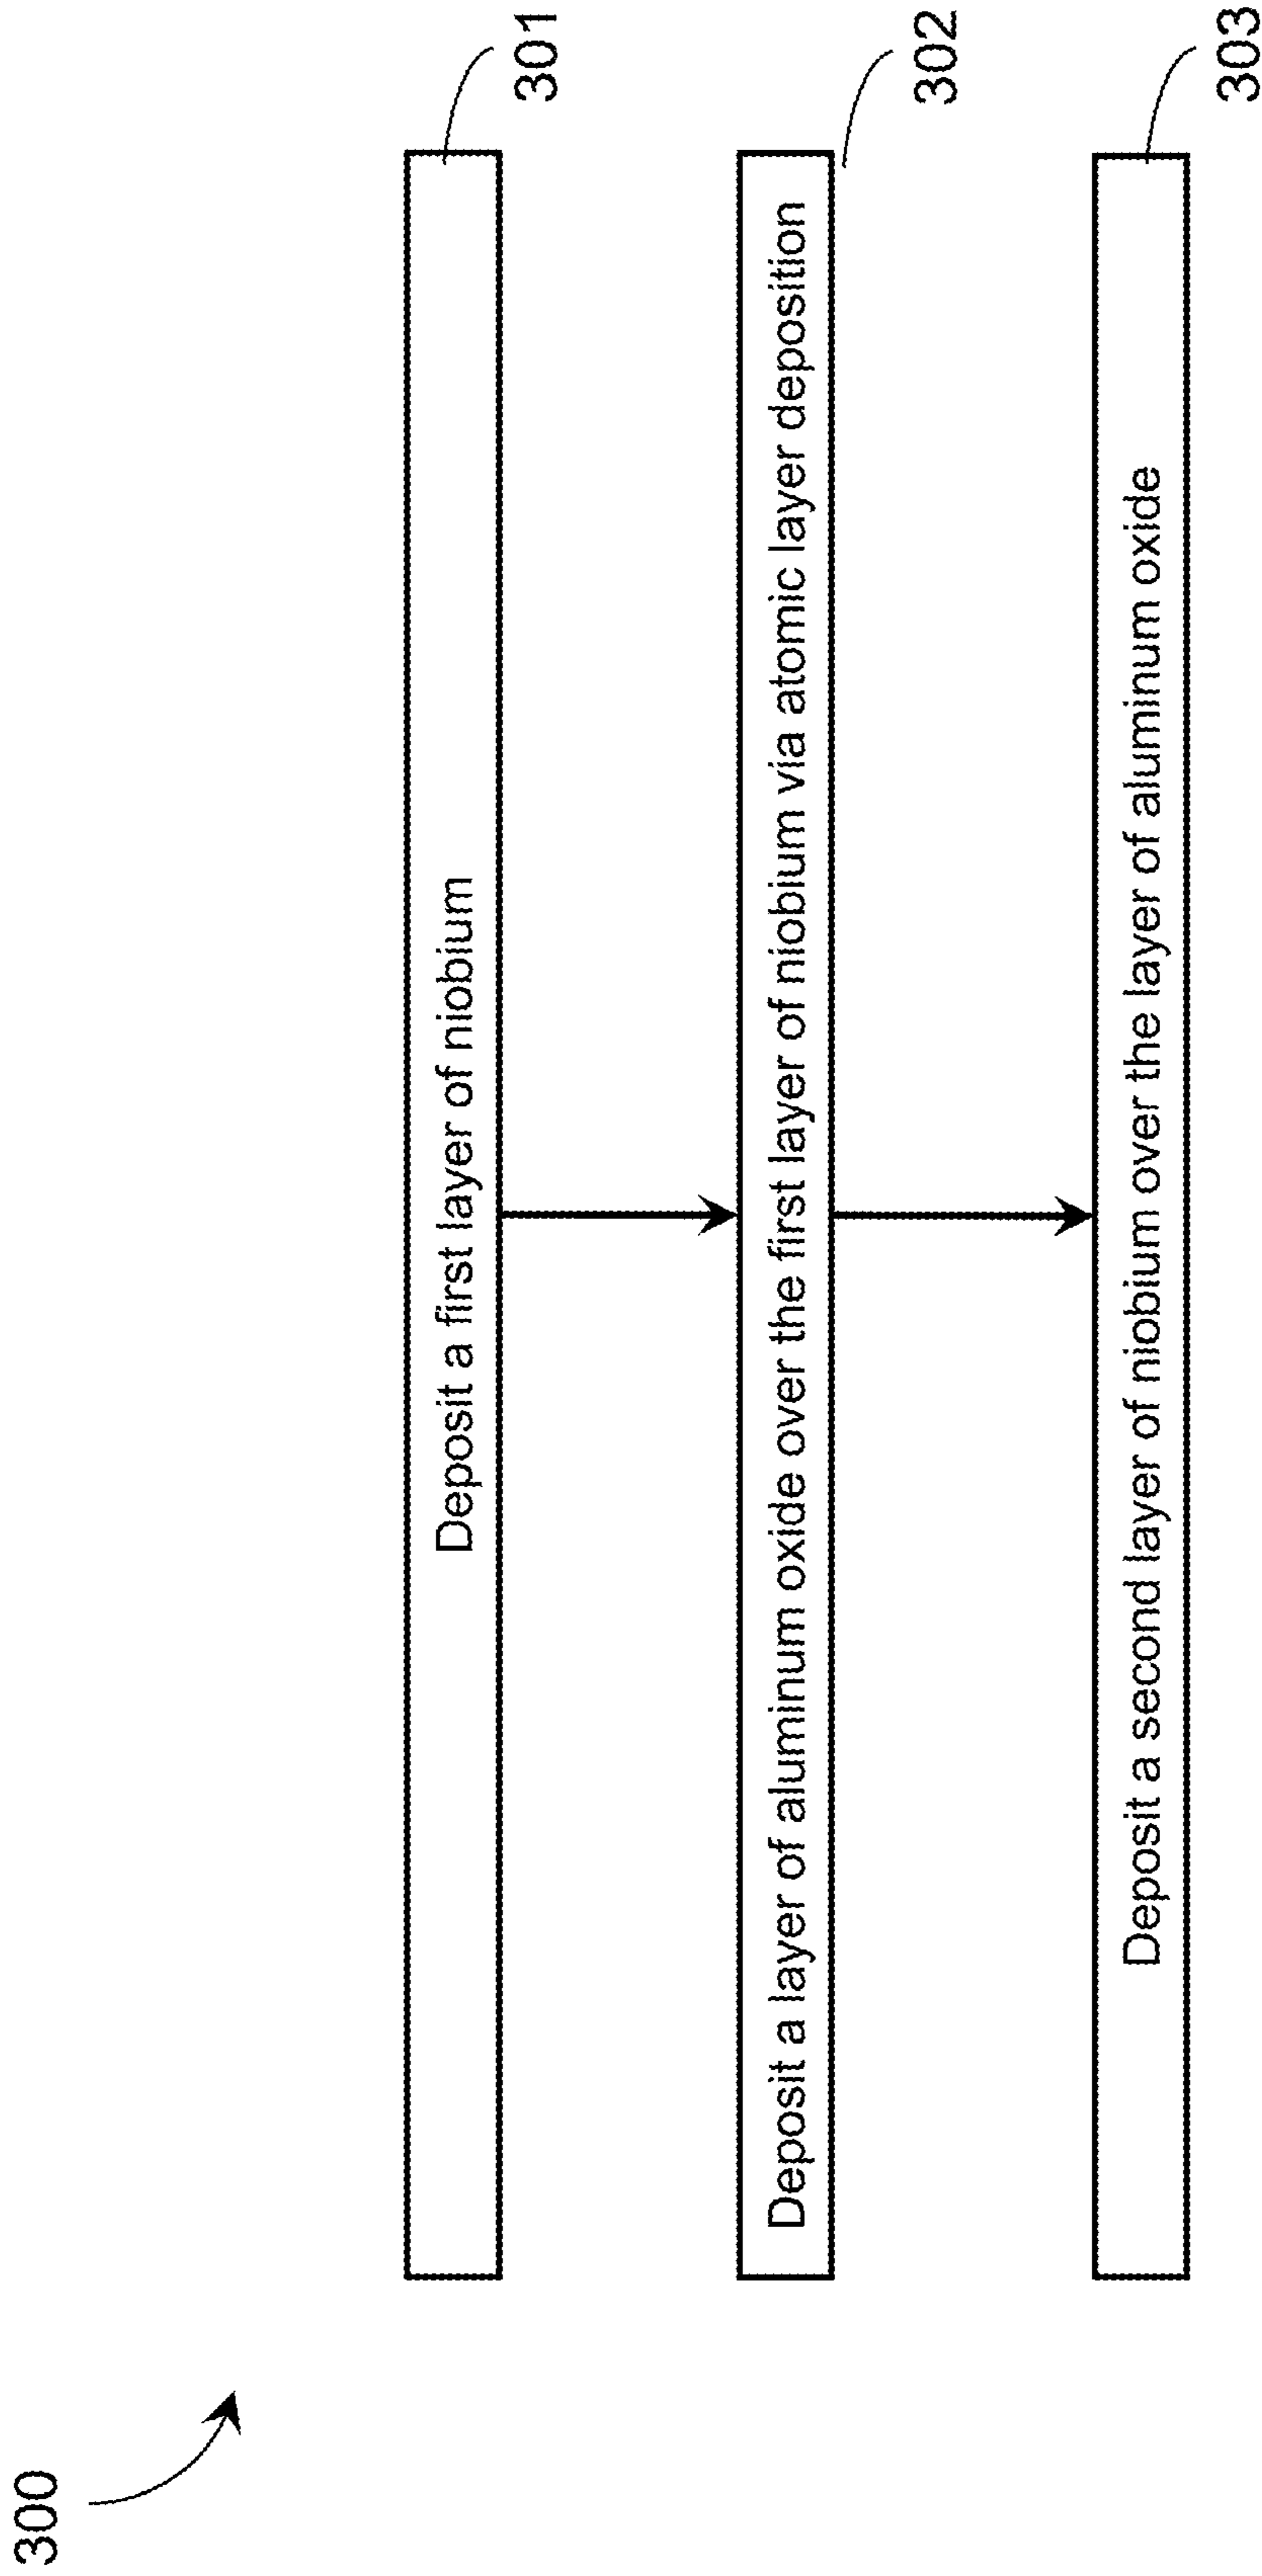 300
Deposit a first layer of niobium
301
Deposit a layer of aluminum oxide over the first layer of niobium via atomic layer deposition
302
Deposit a second layer of niobium over the layer of aluminum oxide
303